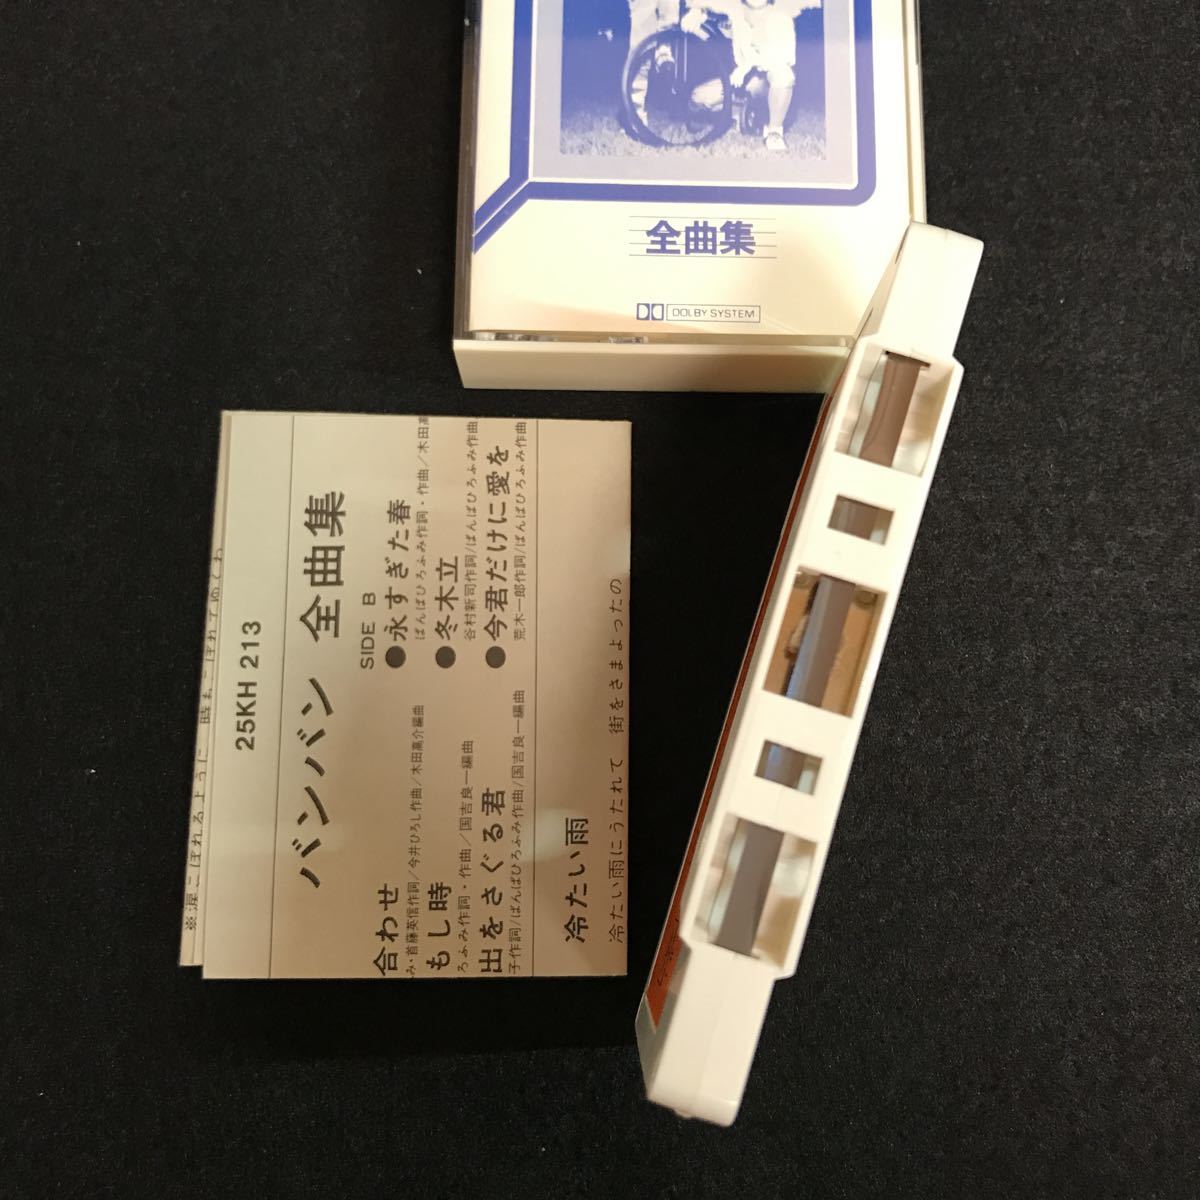 全曲集
DOLBY SYSTEM
25KH 213
バンバン 全曲集
SIDE B
●永すぎた春
ばんばひろふみ作詞・作曲/木田高
●冬木立
谷村新司作詞/ばんばひろふみ作曲
●今君だけに愛を
荒木一郎作詞/ばんばひろふみ作曲
合わせ
み・首藤英信作詞/今井ひろし作曲/木田高介編曲
もし時
ろふみ作詞・作曲/国吉良一編曲
出をさぐる君
子作詞/ばんばひろふみ作曲/国吉良一編曲
冷たい雨
冷たい雨にうたれて 街をさまよったの